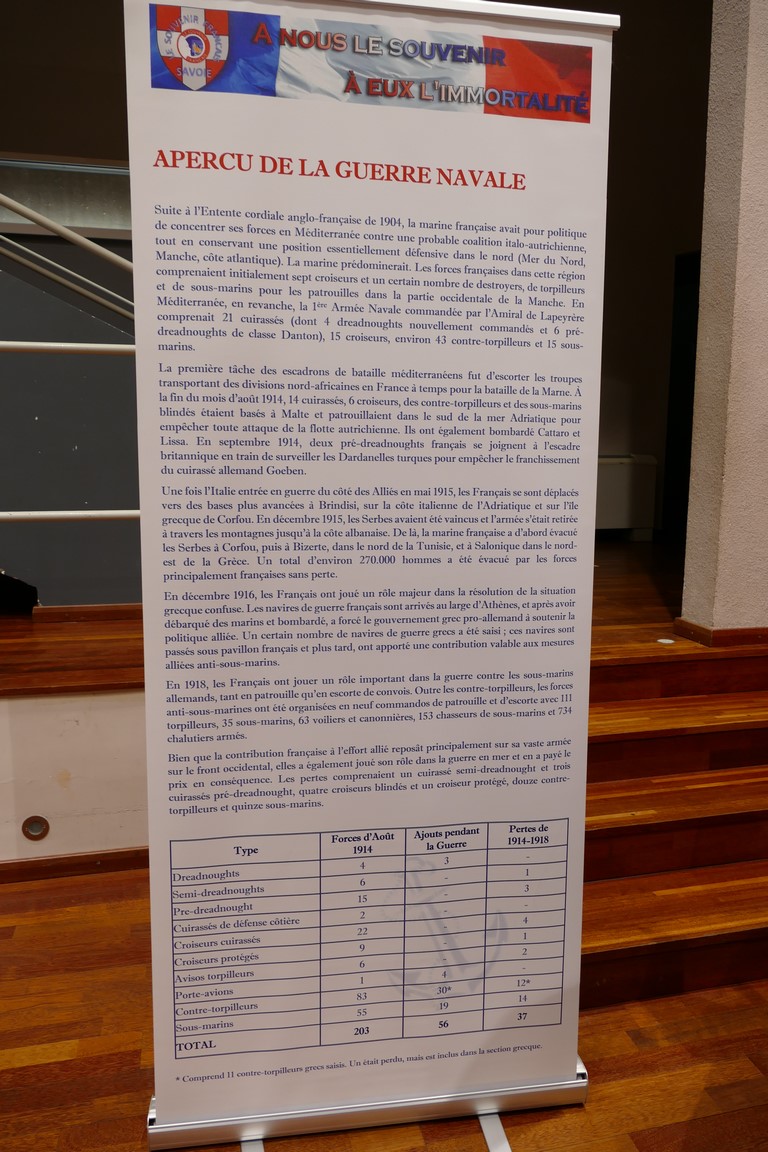 SOUVENIR FRANÇAIS
SAVOIE
A NOUS LE SOUVENIR
À EUX L'IMMORTALITÉ
APERCU DE LA GUERRE NAVALE
Suite à l'Entente cordiale anglo-française de 1904, la marine française avait pour politique
de concentrer ses forces en Méditerranée contre une probable coalition italo-autrichienne,
tout en conservant une position essentiellement défensive dans le nord (Mer du Nord,
Manche, côte atlantique). La marine prédominerait. Les forces françaises dans cette région
comprenaient initialement sept croiseurs et un certain nombre de destroyers, de torpilleurs
et de sous-marins pour les patrouilles dans la partie occidentale de la Manche. En
Méditerranée, en revanche, la 1ère Armée Navale commandée par l'Amiral de Lapeyrère
comprenait 21 cuirassés (dont 4 dreadnoughts nouvellement commandés et 6 pré-
dreadnoughts de classe Danton), 15 croiseurs, environ 43 contre-torpilleurs et 15 sous-
marins.
La première tâche des escadrons de bataille méditerranéens fut d'escorter les troupes
transportant des divisions nord-africaines en France à temps pour la bataille de la Marne. À
la fin du mois d'août 1914, 14 cuirassés, 6 croiseurs, des contre-torpilleurs et des sous-marins
blindés étaient basés à Malte et patrouillaient dans le sud de la mer Adriatique pour
empêcher toute attaque de la flotte autrichienne. Ils ont également bombardé Cattaro et
Lissa. En septembre 1914, deux pré-dreadnoughts français se joignent à l'escadre
britannique en train de surveiller les Dardanelles turques pour empêcher le franchissement
du cuirassé allemand Goeben.
Une fois l'Italie entrée en guerre du côté des Alliés en mai 1915, les Français se sont déplacés
vers des bases plus avancées à Brindisi, sur la côte italienne de l'Adriatique et sur l'île
grecque de Corfou. En décembre 1915, les Serbes avaient été vaincus et l'armée s'était retirée
à travers les montagnes jusqu'à la côte albanaise. De là, la marine française a d'abord évacué
les Serbes à Corfou, puis à Bizerte, dans le nord de la Tunisie, et à Salonique dans le nord-
est de la Grèce. Un total d'environ 270.000 hommes a été évacué par les forces
principalement françaises sans perte.
En décembre 1916, les Français ont joué un rôle majeur dans la résolution de la situation
grecque confuse. Les navires de guerre français sont arrivés au large d'Athènes, et après avoir
débarqué des marins et bombardé, a forcé le gouvernement grec pro-allemand à soutenir la
politique alliée. Un certain nombre de navires de guerre grecs a été saisi ; ces navires sont
passés sous pavillon français et plus tard, ont apporté une contribution valable aux mesures
alliées anti-sous-marins.
En 1918, les Français ont jouer un rôle important dans la guerre contre les sous-marins
allemands, tant en patrouille qu'en escorte de convois. Outre les contre-torpilleurs, les forces
anti-sous-marines ont été organisées en neuf commandos de patrouille et d'escorte avec 111
torpilleurs, 35 sous-marins, 63 voiliers et canonnières, 153 chasseurs de sous-marins et 734
chalutiers armés.
Bien que la contribution française à l'effort allié reposât principalement sur sa vaste armée
sur le front occidental, elles a également joué son rôle dans la guerre en mer et en a payé le
prix en conséquence. Les pertes comprenaient un cuirassé semi-dreadnought et trois
cuirassés pré-dreadnought, quatre croiseurs blindés et un croiseur protégé, douze contre-
torpilleurs et quinze sous-marins.
Type Forces d'Août 1914 Ajouts pendant la Guerre Pertes de 1914-1918
Dreadnoughts 4 3 -
Semi-dreadnoughts 6 - 1
Pre-dreadnought 15 - 3
Cuirassés de défense côtière 2 - -
Croiseurs cuirassés 22 - 4
Croiseurs protégés 9 - 1
Avisos torpilleurs 6 - 2
Porte-avions 1 4 -
Contre-torpilleurs 83 30* 12*
Sous-marins 55 19 14
TOTAL 203 56 37
* Comprend 11 contre-torpilleurs grecs saisis. Un était perdu, mais est inclus dans la section grecque.